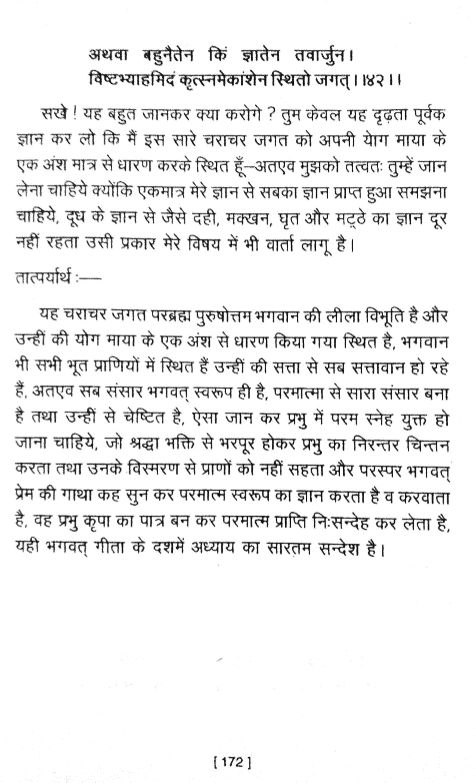 अथवा बहुनैतेन किं ज्ञातेन तवार्जुन।
विष्टभ्याहमिदं कृत्स्नमेकांशेन स्थितो जगत्।।४२।।
सखे ! यह बहुत जानकर क्या करोगे ? तुम केवल यह दृढ़ता पूर्वक
ज्ञान कर लो कि मैं इस सारे चराचर जगत को अपनी योग माया के
एक अंश मात्र से धारण करके स्थित हूँ—अतएव मुझको तत्वतः तुम्हें जान
लेना चाहिये क्योंकि एकमात्र मेरे ज्ञान से सबका ज्ञान प्राप्त हुआ समझना
चाहिये, दूध के ज्ञान से जैसे दही, मक्खन, घृत और मट्ठे का ज्ञान दूर
नहीं रहता उसी प्रकार मेरे विषय में भी वार्ता लागू है।
तात्पर्यार्थ :—
यह चराचर जगत परब्रह्म पुरुषोत्तम भगवान की लीला विभूति है और
उन्हीं की योग माया के एक अंश से धारण किया गया स्थित है, भगवान
भी सभी भूत प्राणियों में स्थित हैं उन्हीं की सत्ता से सब सत्तावान हो रहे
हैं, अतएव सब संसार भगवत् स्वरूप ही है, परमात्मा से सारा संसार बना
है तथा उन्हीं से चेष्टित है, ऐसा जान कर प्रभु में परम स्नेह युक्त हो
जाना चाहिये, जो श्रद्धा भक्ति से भरपूर होकर प्रभु का निरन्तर चिन्तन
करता तथा उनके विस्मरण से प्राणों को नहीं सहता और परस्पर भगवत्
प्रेम की गाथा कह सुन कर परमात्म स्वरूप का ज्ञान करता है व करवाता
है, वह प्रभु कृपा का पात्र बन कर परमात्म प्राप्ति निःसन्देह कर लेता है,
यही भगवत् गीता के दशमें अध्याय का सारतम सन्देश है।
[ 172 ]